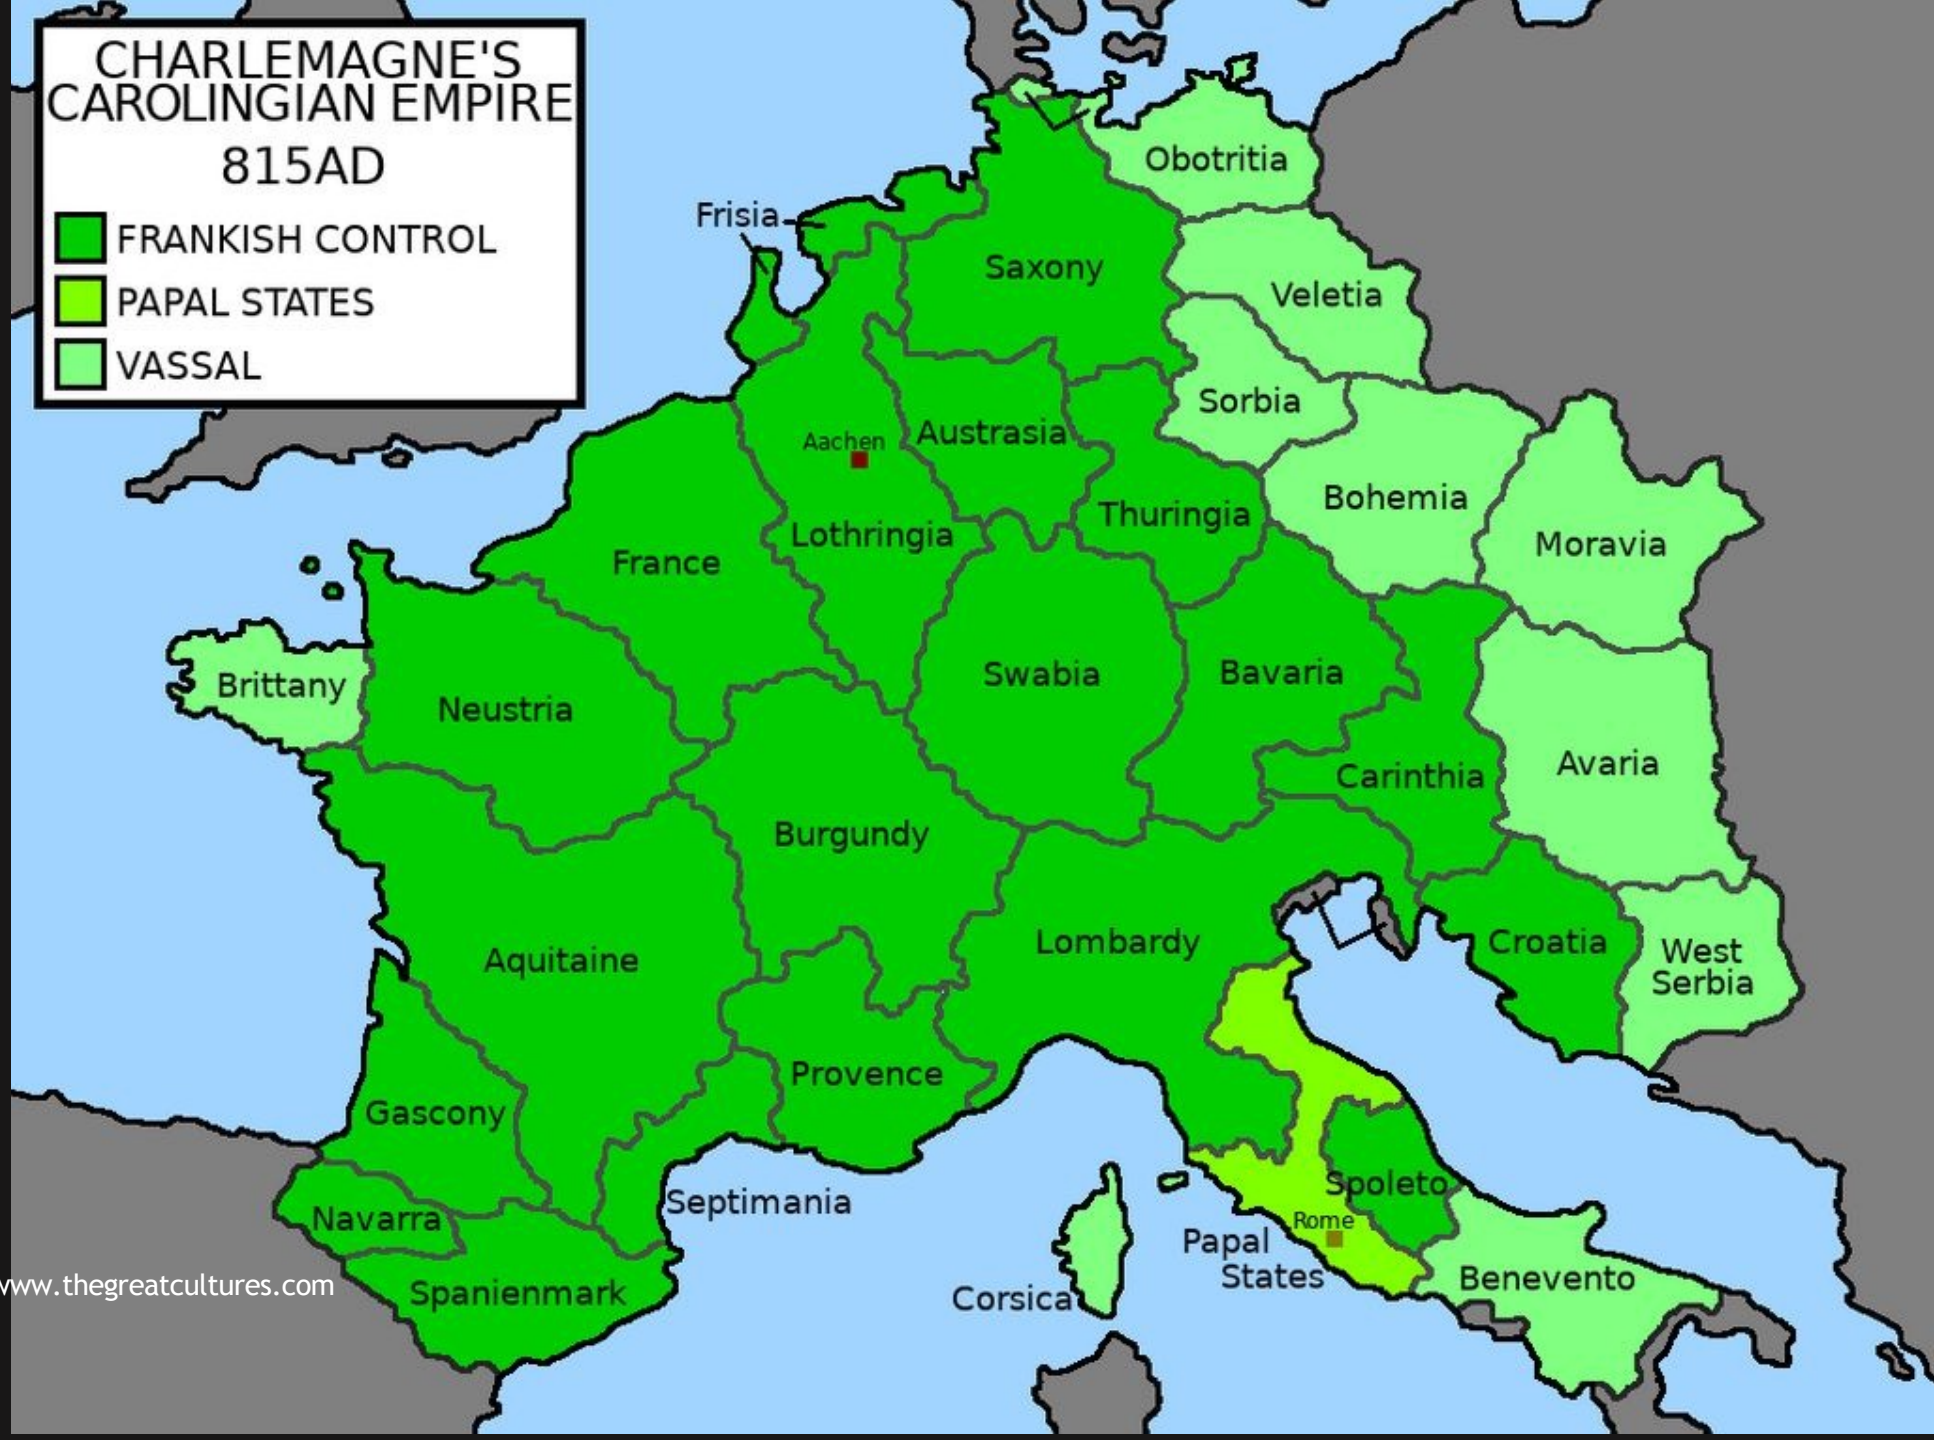 CHARLEMAGNE'S
CAROLINGIAN EMPIRE
815AD
FRANKISH CONTROL
PAPAL STATES
VASSAL
Obotritia
Frisia
Saxony
Veletia
Sorbia
Austrasia
Aachen
Bohemia
Thuringia
Lothringia
Moravia
France
Swabia
Bavaria
Brittany
Neustria
Avaria
Carinthia
Burgundy
Lombardy
Croatia
West
Serbia
Aquitaine
Provence
Gascony
Spoleto
Septimania
Navarra
Rome
Papal
States
Benevento
www.thegreatcultures.com
Spanienmark
Corsica